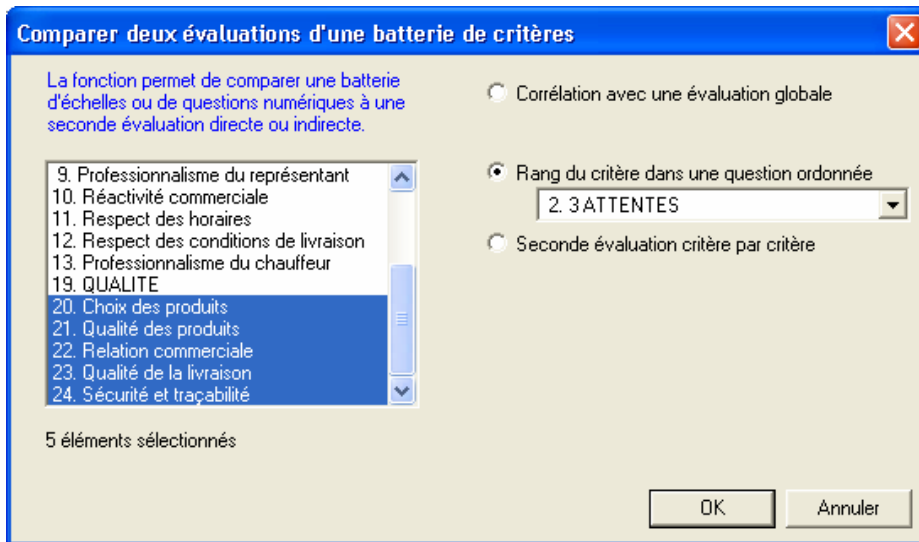 Comparer deux évaluations d'une batterie de critères
La fonction permet de comparer une batterie
d'échelles ou de questions numériques à une
seconde évaluation directe ou indirecte.
9. Professionnalisme du représentant
10. Réactivité commerciale
11. Respect des horaires
12. Respect des conditions de livraison
13. Professionnalisme du chauffeur
19. QUALITE
20. Choix des produits
21. Qualité des produits
22. Relation commerciale
23. Qualité de la livraison
24. Sécurité et traçabilité
5 éléments sélectionnés
Corrélation avec une évaluation globale
Rang du critère dans une question ordonnée
2. 3 ATTENTES
Seconde évaluation critère par critère
OK
Annuler